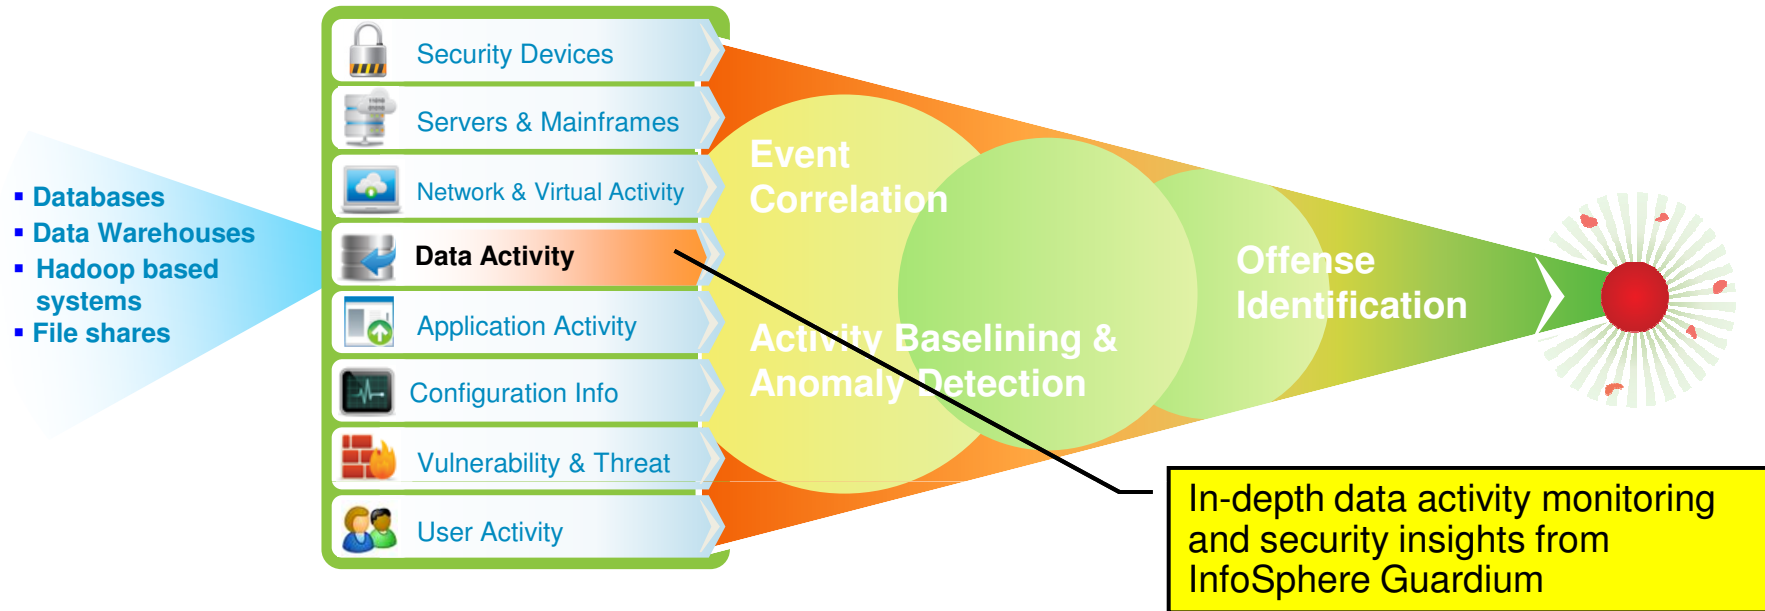 ▪ Databases
▪ Data Warehouses
▪ Hadoop based
systems
▪ File shares
Security Devices
Servers & Mainframes
Network & Virtual Activity
Data Activity
Application Activity
Configuration Info
Vulnerability & Threat
User Activity
Event
Correlation
Activity Baselining &
Anomaly Detection
Offense
Identification
In-depth data activity monitoring
and security insights from
InfoSphere Guardium